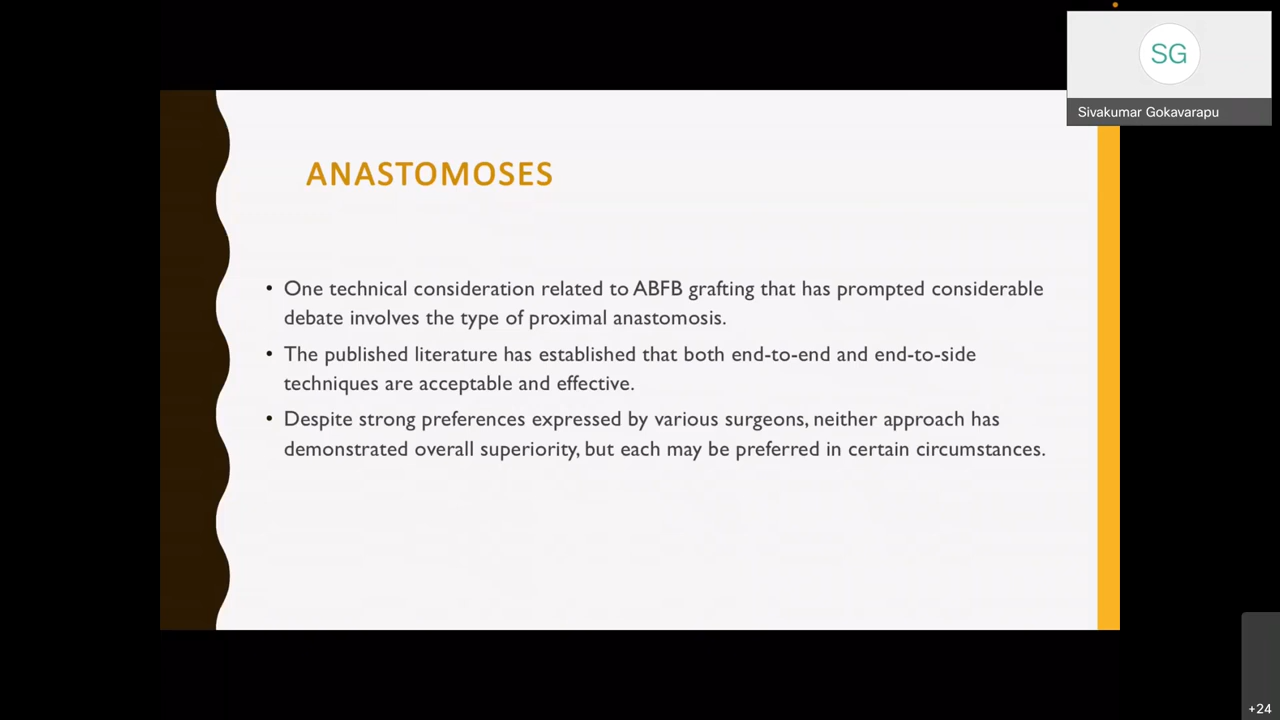 SG
Sivakumar Gokavarapu
ANASTOMOSES
• One technical consideration related to ABFB grafting that has prompted considerable
debate involves the type of proximal anastomosis.
• The published literature has established that both end-to-end and end-to-side
techniques are acceptable and effective.
• Despite strong preferences expressed by various surgeons, neither approach has
demonstrated overall superiority, but each may be preferred in certain circumstances.
+24